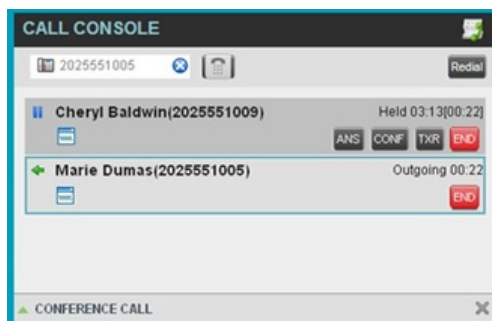 CALL CONSOLE
2025551005
Redial
Cheryl Baldwin(2025551009) Held 03:13[00:22]
ANS CONF TXR END
Marie Dumas(2025551005) Outgoing 00:22
END
CONFERENCE CALL